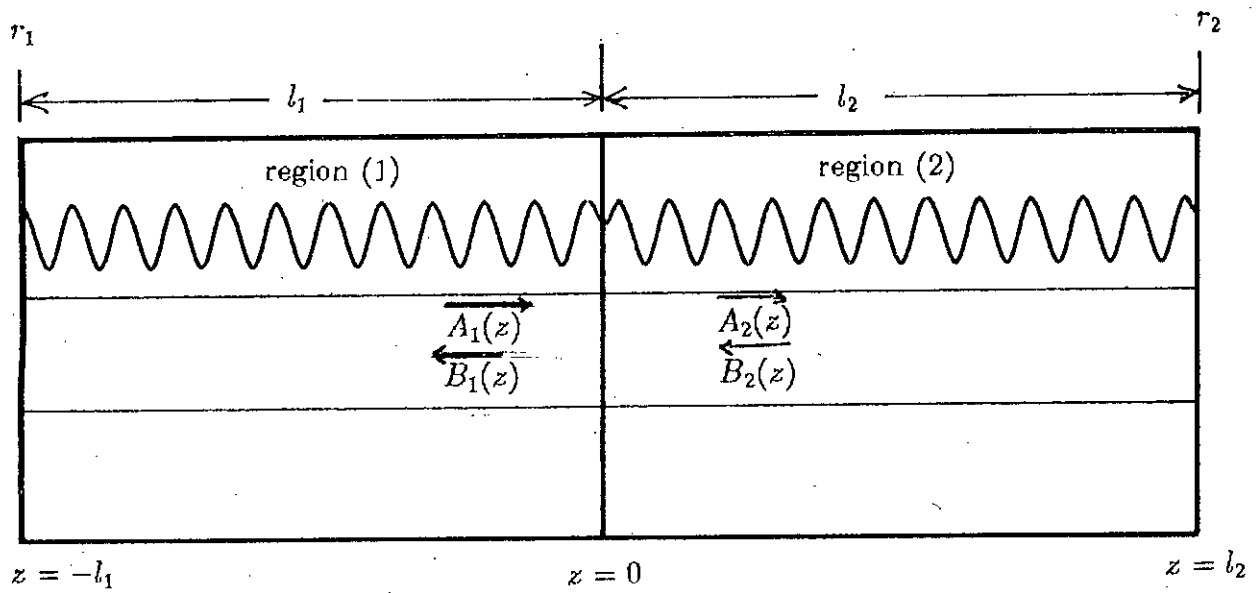 r₁ r₂
l₁ l₂
region (1) region (2)
A₁(z) A₂(z)
B₁(z) B₂(z)
z = −l₁ z = 0 z = l₂